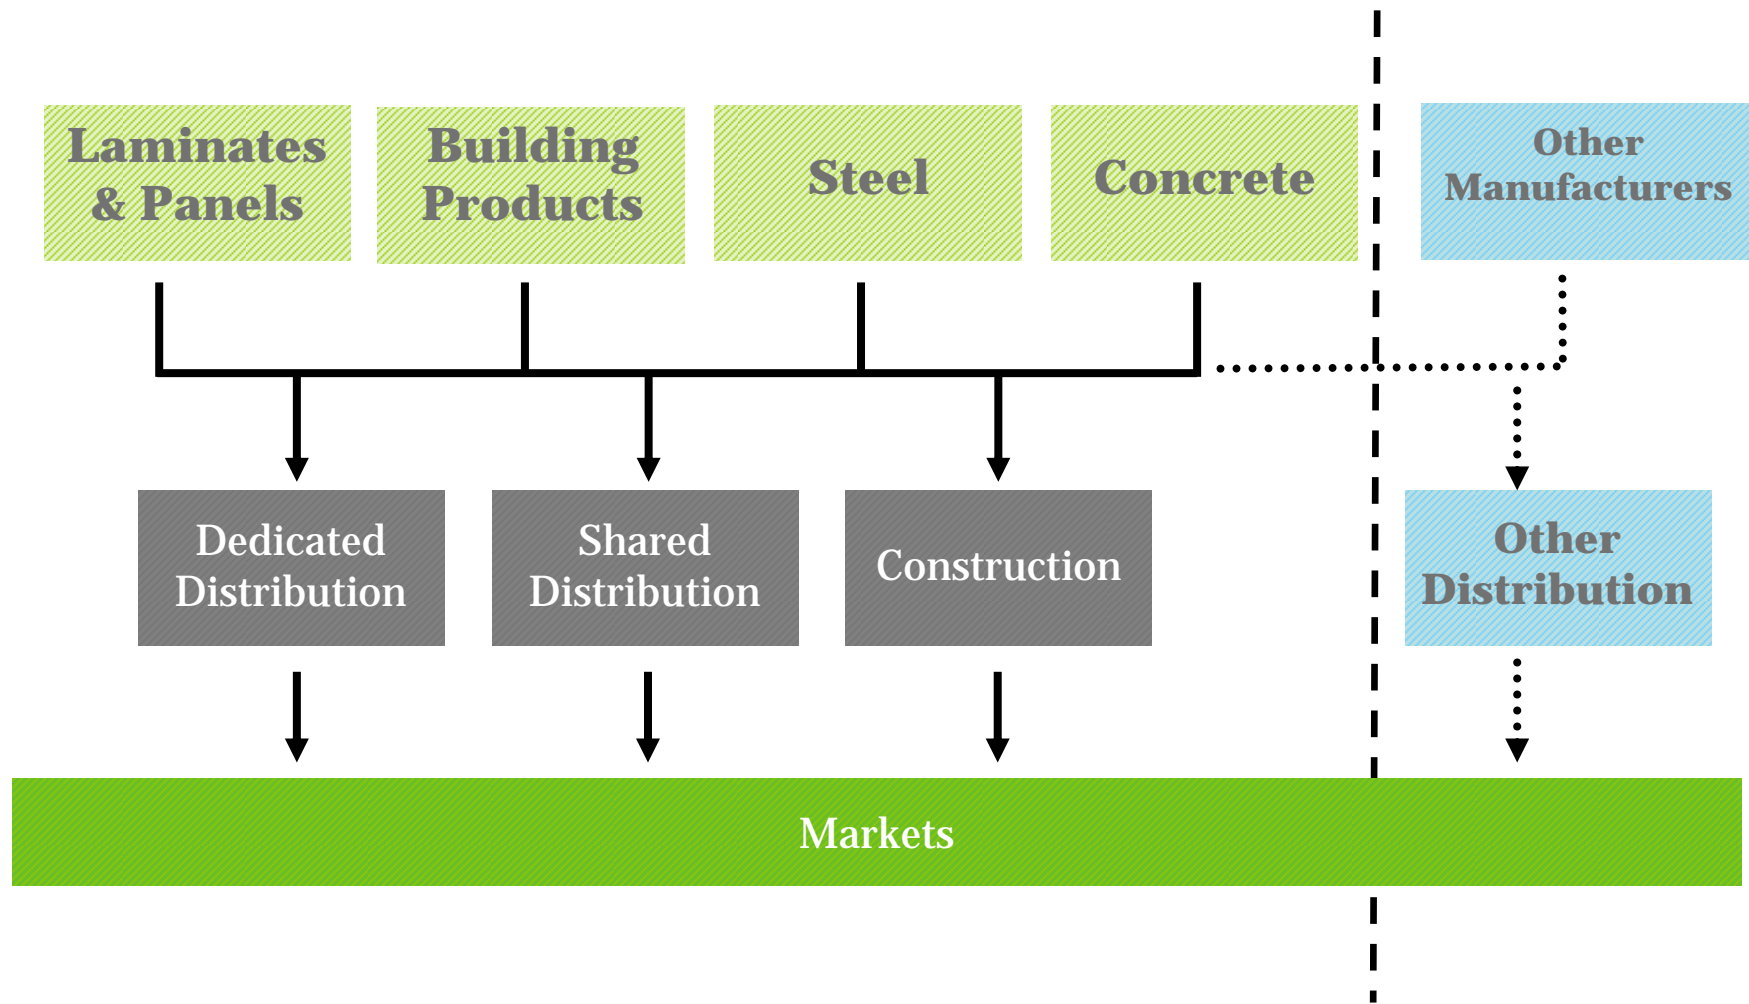 Laminates
& Panels
Building
Products
Steel
Concrete
Other
Manufacturers
Dedicated
Distribution
Shared
Distribution
Construction
Other
Distribution
Markets